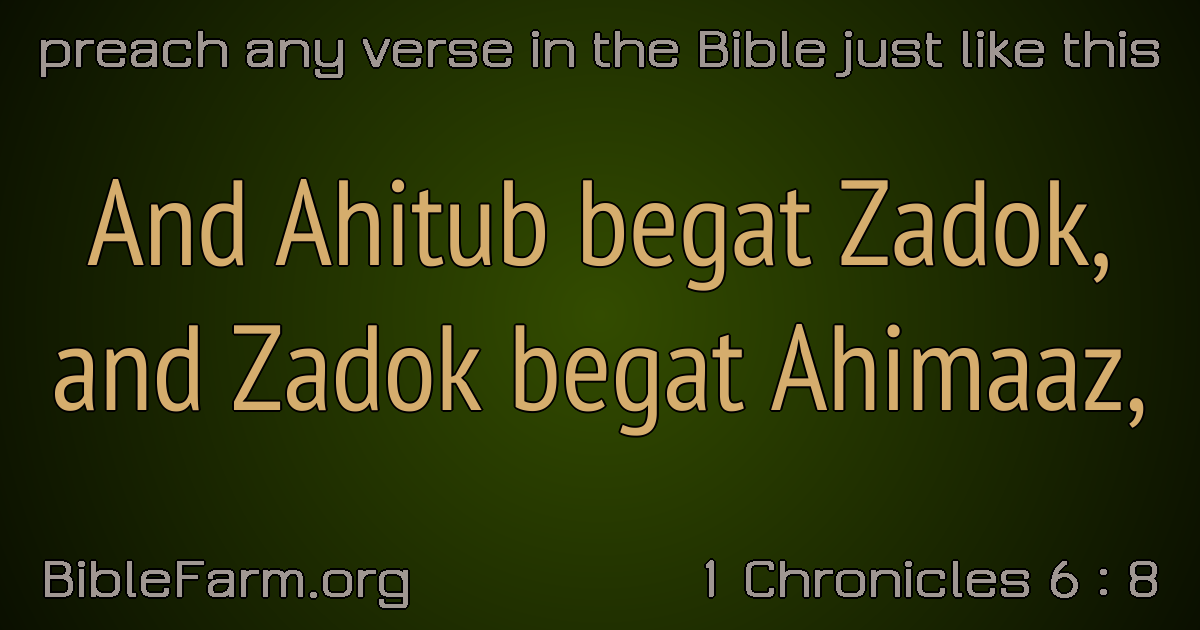 preach any verse in the Bible just like this
And Ahitub begat Zadok,
and Zadok begat Ahimaaz,
BibleFarm.org
1 Chronicles 6 : 8